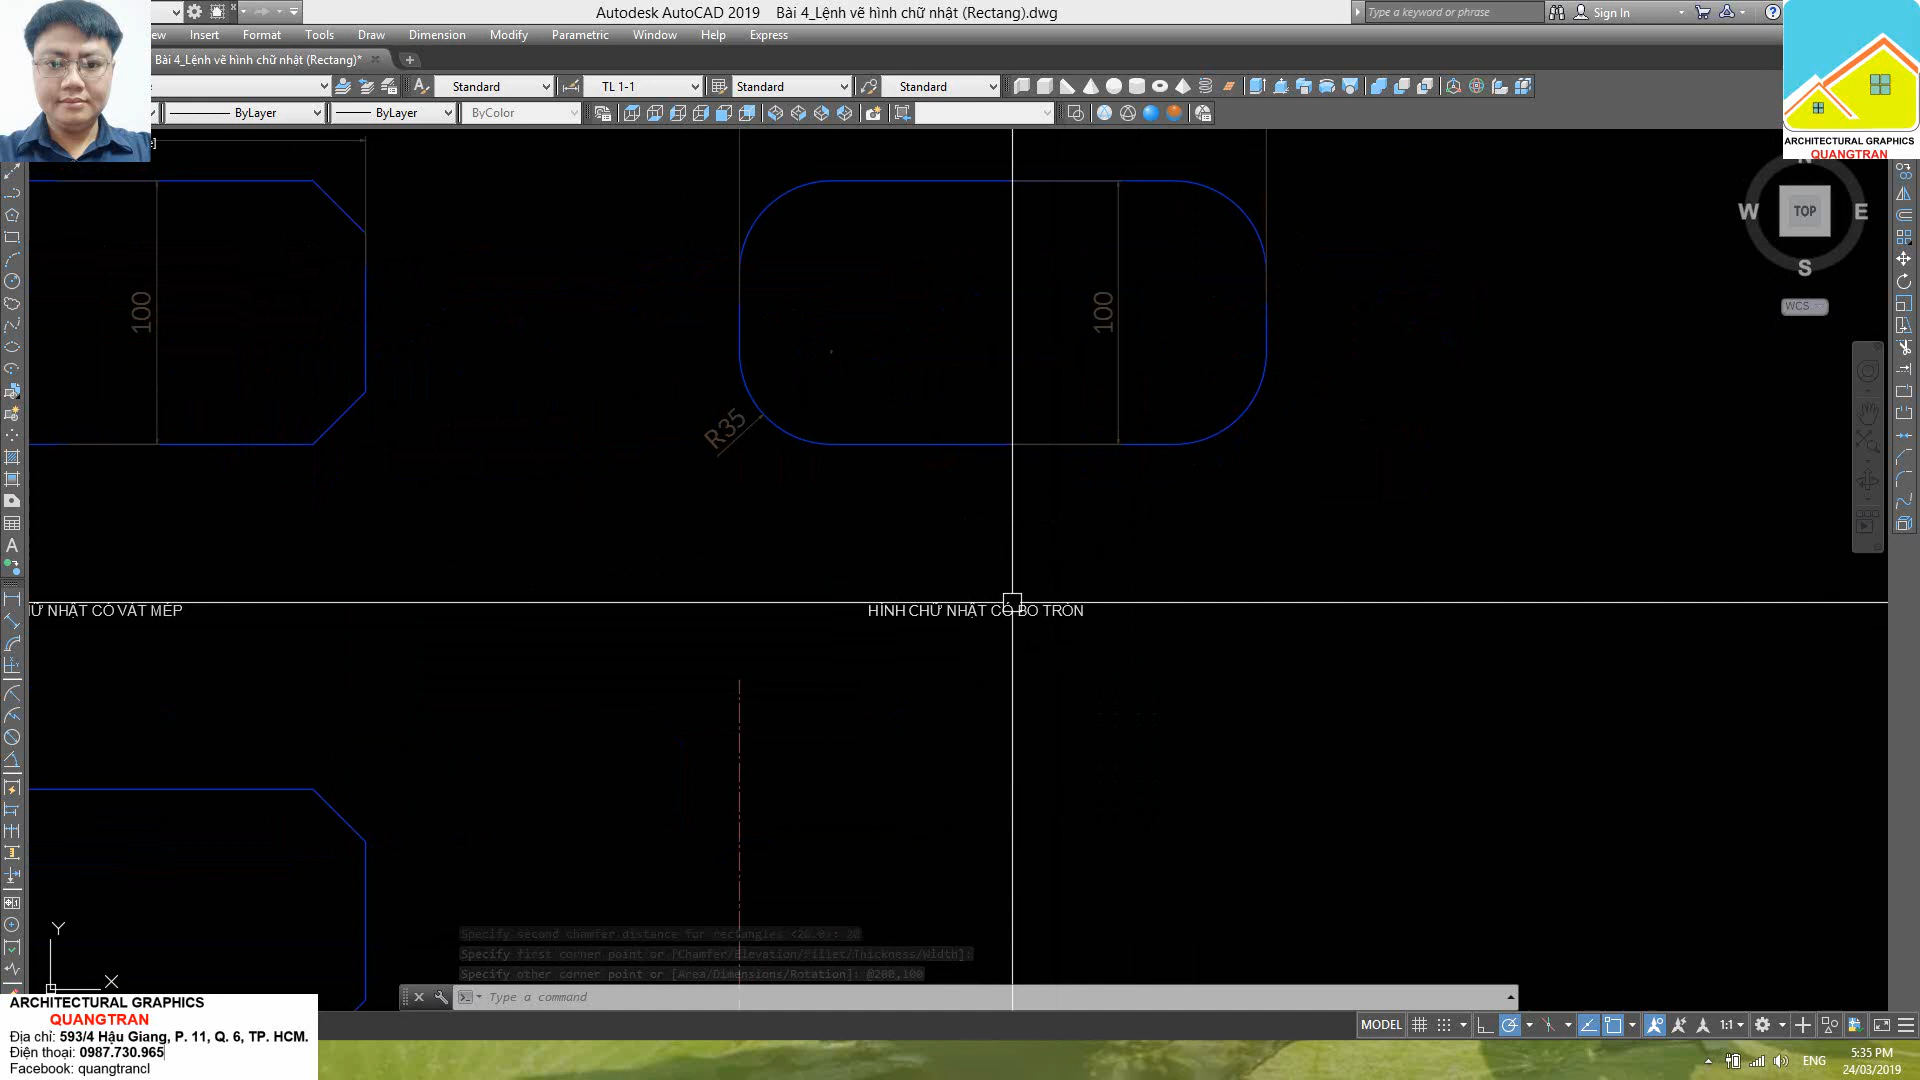 Autodesk AutoCAD 2019 Bài 4_Lệnh vẽ hình chữ nhật (Rectang).dwg
Type a keyword or phrase
Sign In
ew Insert Format Tools Draw Dimension Modify Parametric Window Help Express
Bài 4_Lệnh vẽ hình chữ nhật (Rectang)*
Standard TL 1-1 Standard Standard
ByLayer ByLayer ByColor
ARCHITECTURAL GRAPHICS
QUANGTRAN
W TOP E
S
WCS
100
100
R35
Ữ NHẬT CÓ VÁT MÉP
HÌNH CHỮ NHẬT CÓ BO TRÒN
Y
X
Specify second chamfer distance for rectangles <20.0>: 20
Specify first corner point or [Chamfer/Elevation/Fillet/Thickness/Width]:
Specify other corner point or [Area/Dimensions/Rotation]: @200,100
Type a command
ARCHITECTURAL GRAPHICS
QUANGTRAN
Địa chỉ: 593/4 Hậu Giang, P. 11, Q. 6, TP. HCM.
Điện thoại: 0987.730.965
Facebook: quangtrancl
MODEL 1:1
ENG
5:35 PM
24/03/2019